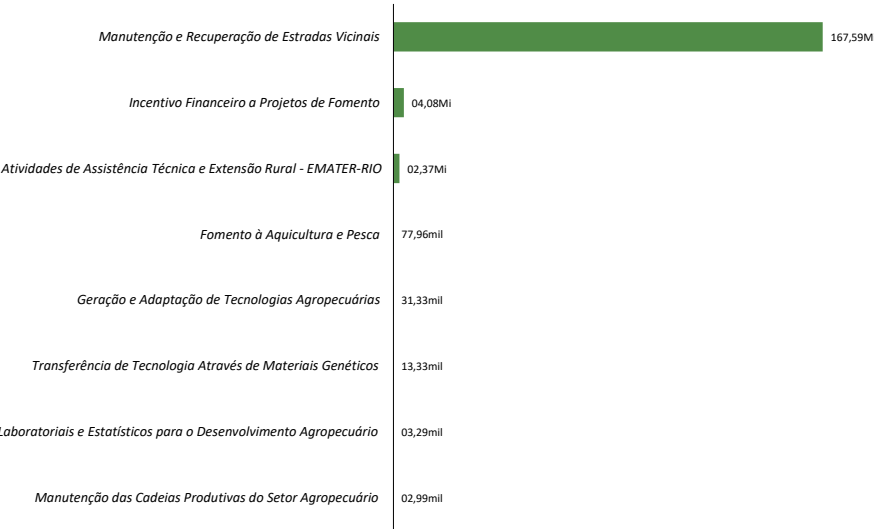 Manutenção e Recuperação de Estradas Vicinais 167,59M
Incentivo Financeiro a Projetos de Fomento 04,08Mi
Atividades de Assistência Técnica e Extensão Rural - EMATER-RIO 02,37Mi
Fomento à Aquicultura e Pesca 77,96mil
Geração e Adaptação de Tecnologias Agropecuárias 31,33mil
Transferência de Tecnologia Através de Materiais Genéticos 13,33mil
Laboratoriais e Estatísticos para o Desenvolvimento Agropecuário 03,29mil
Manutenção das Cadeias Produtivas do Setor Agropecuário 02,99mil